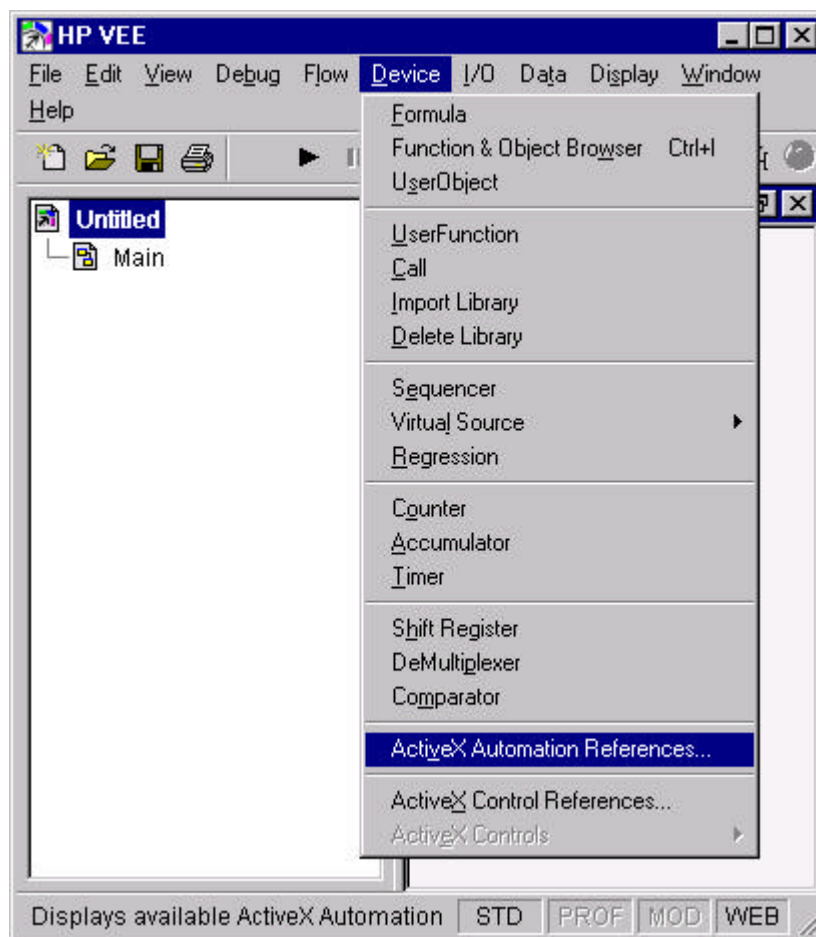 HP VEE
File Edit View Debug Flow Device I/O Data Display Window
Help
Formula
Function & Object Browser Ctrl+I
UserObject
Untitled
Main
UserFunction
Call
Import Library
Delete Library
Sequencer
Virtual Source
Regression
Counter
Accumulator
Timer
Shift Register
DeMultiplexer
Comparator
ActiveX Automation References...
ActiveX Control References...
ActiveX Controls
Displays available ActiveX Automation STD PROF MOD WEB